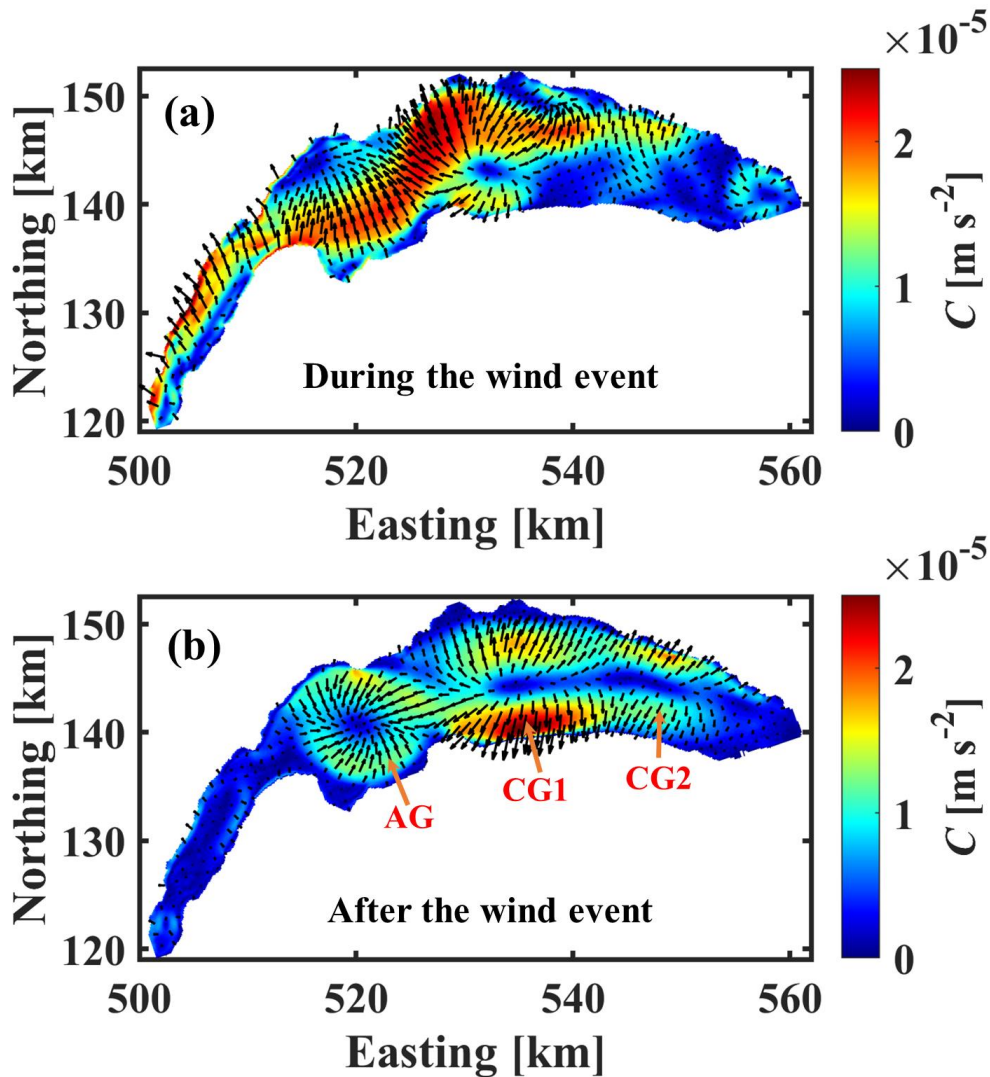 ×10⁻⁵
(a)
150
140
130
120
Northing [km]
During the wind event
500
520
540
560
Easting [km]
2
1
0
C [m s⁻²]
×10⁻⁵
(b)
150
140
130
120
Northing [km]
AG
CG1
CG2
After the wind event
500
520
540
560
Easting [km]
2
1
0
C [m s⁻²]